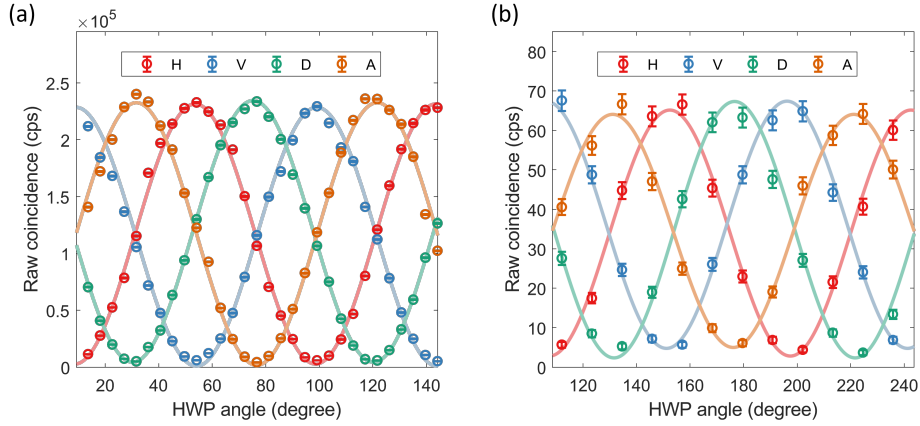 (a)
×10⁵
H V D A
Raw coincidence (cps)
2.5
2
1.5
1
0.5
0
20 40 60 80 100 120 140
HWP angle (degree)
(b)
H V D A
Raw coincidence (cps)
80
70
60
50
40
30
20
10
0
120 140 160 180 200 220 240
HWP angle (degree)